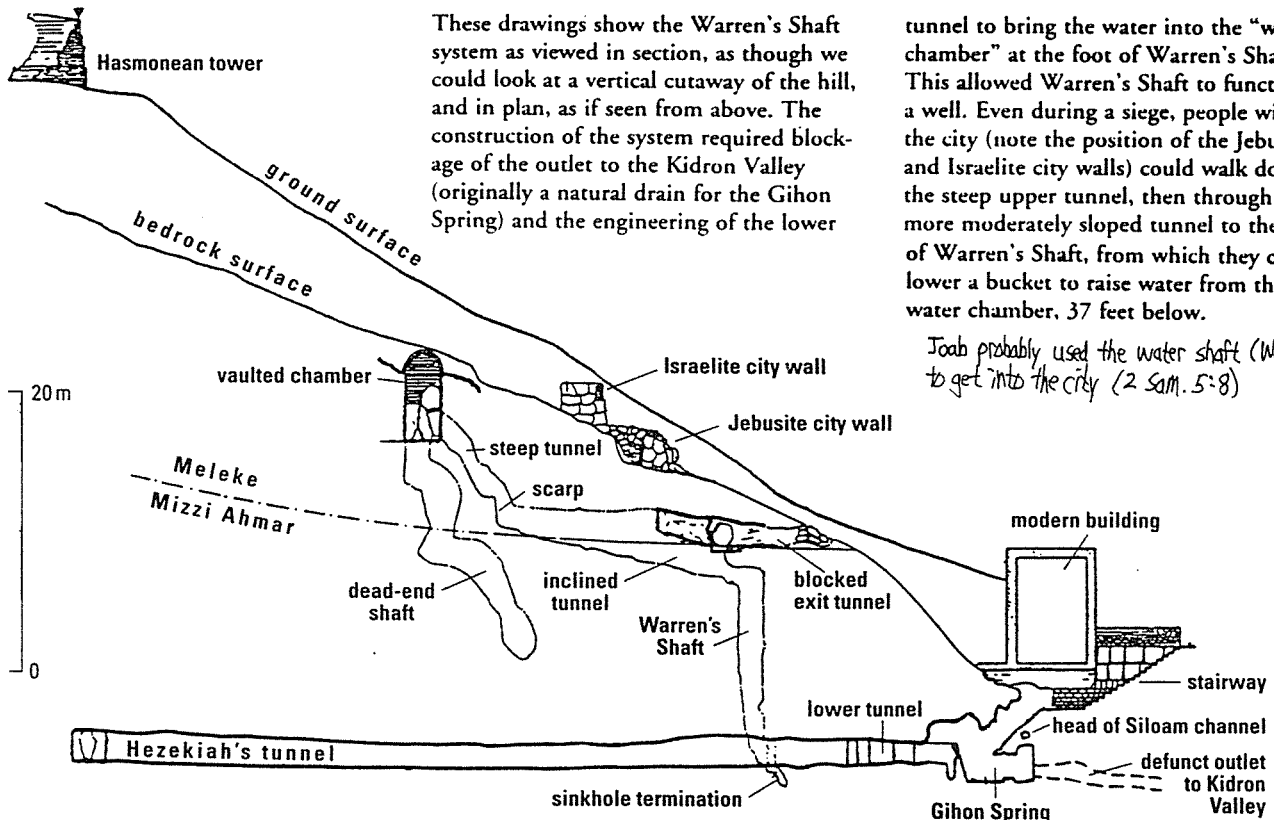 These drawings show the Warren's Shaft
system as viewed in section, as though we
could look at a vertical cutaway of the hill,
and in plan, as if seen from above. The
construction of the system required block-
age of the outlet to the Kidron Valley
(originally a natural drain for the Gihon
Spring) and the engineering of the lower
tunnel to bring the water into the "w
chamber" at the foot of Warren's Sha
This allowed Warren's Shaft to funct
a well. Even during a siege, people wi
the city (note the position of the Jebu
and Israelite city walls) could walk do
the steep upper tunnel, then through
more moderately sloped tunnel to the
of Warren's Shaft, from which they c
lower a bucket to raise water from th
water chamber, 37 feet below.
Joab probably used the water shaft (W
to get into the city (2 Sam. 5:8)
Hasmonean tower
ground surface
bedrock surface
vaulted chamber
Israelite city wall
Jebusite city wall
20 m
steep tunnel
scarp
Meleke
Mizzi Ahmar
modern building
dead-end
shaft
inclined
tunnel
blocked
exit tunnel
Warren's
Shaft
0
stairway
lower tunnel
head of Siloam channel
Hezekiah's tunnel
defunct outlet
to Kidron
Valley
sinkhole termination
Gihon Spring